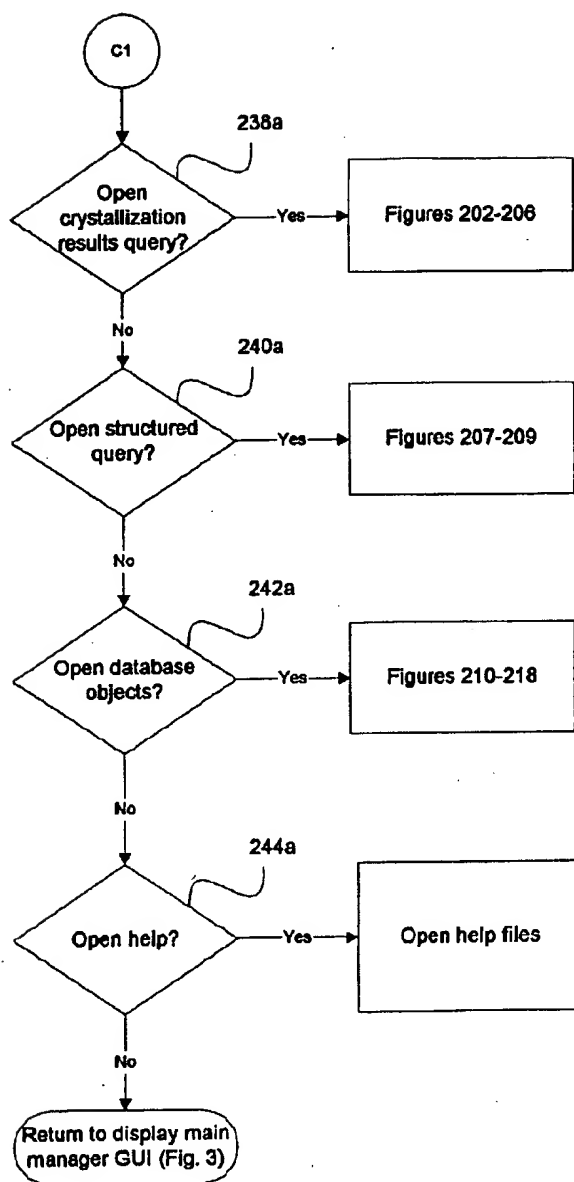 C1
238a
Open
crystallization
results query?
Yes
Figures 202-206
No
240a
Open structured
query?
Yes
Figures 207-209
No
242a
Open database
objects?
Yes
Figures 210-218
No
244a
Open help?
Yes
Open help files
No
Return to display main
manager GUI (Fig. 3)